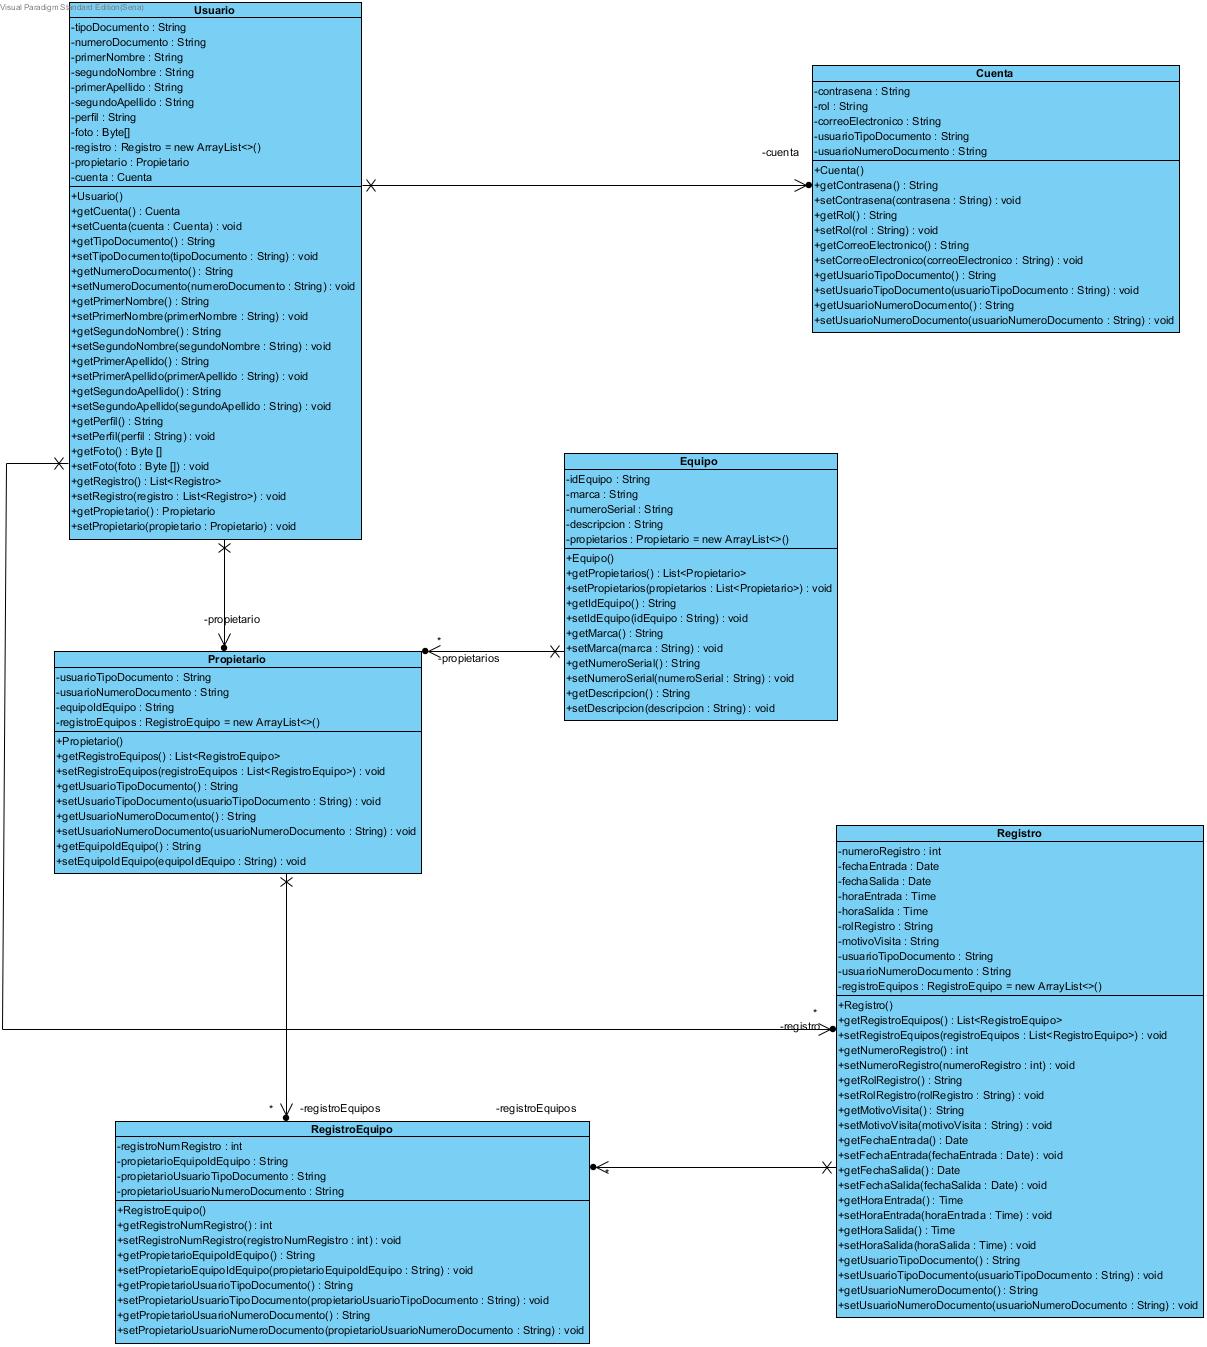 Visual Paradigm Standard Edition(Sena)
Usuario
-tipoDocumento : String
-numeroDocumento : String
-primerNombre : String
-segundoNombre : String
-primerApellido : String
-segundoApellido : String
-perfil : String
-foto : Byte[]
-registro : Registro = new ArrayList<>()
-propietario : Propietario
-cuenta : Cuenta
+Usuario()
+getCuenta() : Cuenta
+setCuenta(cuenta : Cuenta) : void
+getTipoDocumento() : String
+setTipoDocumento(tipoDocumento : String) : void
+getNumeroDocumento() : String
+setNumeroDocumento(numeroDocumento : String) : void
+getPrimerNombre() : String
+setPrimerNombre(primerNombre : String) : void
+getSegundoNombre() : String
+setSegundoNombre(segundoNombre : String) : void
+getPrimerApellido() : String
+setPrimerApellido(primerApellido : String) : void
+getSegundoApellido() : String
+setSegundoApellido(segundoApellido : String) : void
+getPerfil() : String
+setPerfil(perfil : String) : void
+getFoto() : Byte []
+setFoto(foto : Byte []) : void
+getRegistro() : List<Registro>
+setRegistro(registro : List<Registro>) : void
+getPropietario() : Propietario
+setPropietario(propietario : Propietario) : void
-cuenta
Cuenta
-contrasena : String
-rol : String
-correoElectronico : String
-usuarioTipoDocumento : String
-usuarioNumeroDocumento : String
+Cuenta()
+getContrasena() : String
+setContrasena(contrasena : String) : void
+getRol() : String
+setRol(rol : String) : void
+getCorreoElectronico() : String
+setCorreoElectronico(correoElectronico : String) : void
+getUsuarioTipoDocumento() : String
+setUsuarioTipoDocumento(usuarioTipoDocumento : String) : void
+getUsuarioNumeroDocumento() : String
+setUsuarioNumeroDocumento(usuarioNumeroDocumento : String) : void
Equipo
-idEquipo : String
-marca : String
-numeroSerial : String
-descripcion : String
-propietarios : Propietario = new ArrayList<>()
+Equipo()
+getPropietarios() : List<Propietario>
+setPropietarios(propietarios : List<Propietario>) : void
+getIdEquipo() : String
+setIdEquipo(idEquipo : String) : void
+getMarca() : String
+setMarca(marca : String) : void
+getNumeroSerial() : String
+setNumeroSerial(numeroSerial : String) : void
+getDescripcion() : String
+setDescripcion(descripcion : String) : void
-propietario
*
-propietarios
Propietario
-usuarioTipoDocumento : String
-usuarioNumeroDocumento : String
-equipoIdEquipo : String
-registroEquipos : RegistroEquipo = new ArrayList<>()
+Propietario()
+getRegistroEquipos() : List<RegistroEquipo>
+setRegistroEquipos(registroEquipos : List<RegistroEquipo>) : void
+getUsuarioTipoDocumento() : String
+setUsuarioTipoDocumento(usuarioTipoDocumento : String) : void
+getUsuarioNumeroDocumento() : String
+setUsuarioNumeroDocumento(usuarioNumeroDocumento : String) : void
+getEquipoIdEquipo() : String
+setEquipoIdEquipo(equipoIdEquipo : String) : void
Registro
-numeroRegistro : int
-fechaEntrada : Date
-fechaSalida : Date
-horaEntrada : Time
-horaSalida : Time
-rolRegistro : String
-motivoVisita : String
-usuarioTipoDocumento : String
-usuarioNumeroDocumento : String
-registroEquipos : RegistroEquipo = new ArrayList<>()
+Registro()
+getRegistroEquipos() : List<RegistroEquipo>
+setRegistroEquipos(registroEquipos : List<RegistroEquipo>) : void
+getNumeroRegistro() : int
+setNumeroRegistro(numeroRegistro : int) : void
+getRolRegistro() : String
+setRolRegistro(rolRegistro : String) : void
+getMotivoVisita() : String
+setMotivoVisita(motivoVisita : String) : void
+getFechaEntrada() : Date
+setFechaEntrada(fechaEntrada : Date) : void
+getFechaSalida() : Date
+setFechaSalida(fechaSalida : Date) : void
+getHoraEntrada() : Time
+setHoraEntrada(horaEntrada : Time) : void
+getHoraSalida() : Time
+setHoraSalida(horaSalida : Time) : void
+getUsuarioTipoDocumento() : String
+setUsuarioTipoDocumento(usuarioTipoDocumento : String) : void
+getUsuarioNumeroDocumento() : String
+setUsuarioNumeroDocumento(usuarioNumeroDocumento : String) : void
*
-registro
*
-registroEquipos
-registroEquipos
*
RegistroEquipo
-registroNumRegistro : int
-propietarioEquipoIdEquipo : String
-propietarioUsuarioTipoDocumento : String
-propietarioUsuarioNumeroDocumento : String
+RegistroEquipo()
+getRegistroNumRegistro() : int
+setRegistroNumRegistro(registroNumRegistro : int) : void
+getPropietarioEquipoIdEquipo() : String
+setPropietarioEquipoIdEquipo(propietarioEquipoIdEquipo : String) : void
+getPropietarioUsuarioTipoDocumento() : String
+setPropietarioUsuarioTipoDocumento(propietarioUsuarioTipoDocumento : String) : void
+getPropietarioUsuarioNumeroDocumento() : String
+setPropietarioUsuarioNumeroDocumento(propietarioUsuarioNumeroDocumento : String) : void